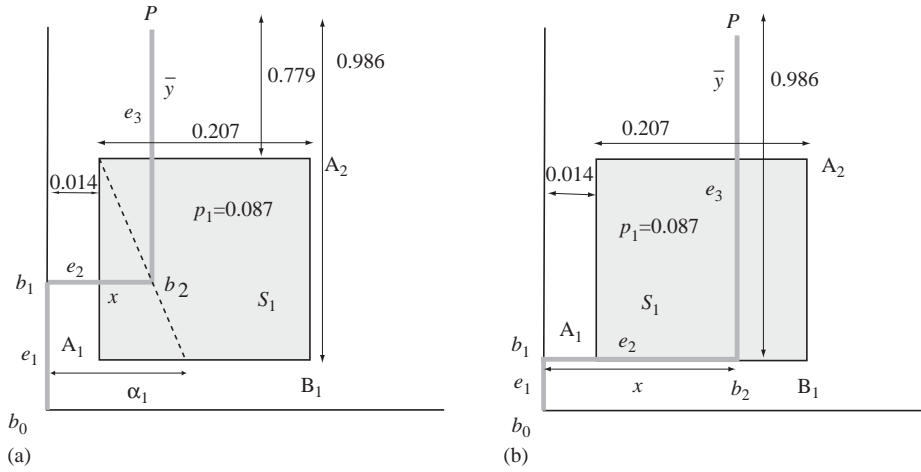 P
0.986
0.779
y̅
e₃
0.207
A₂
0.014
p₁=0.087
e₂
b₁
x
b₂
S₁
e₁
A₁
α₁
B₁
b₀
(a)
P
y̅
0.986
0.207
A₂
0.014
e₃
p₁=0.087
S₁
A₁
e₂
b₁
e₁
x
b₂
B₁
b₀
(b)